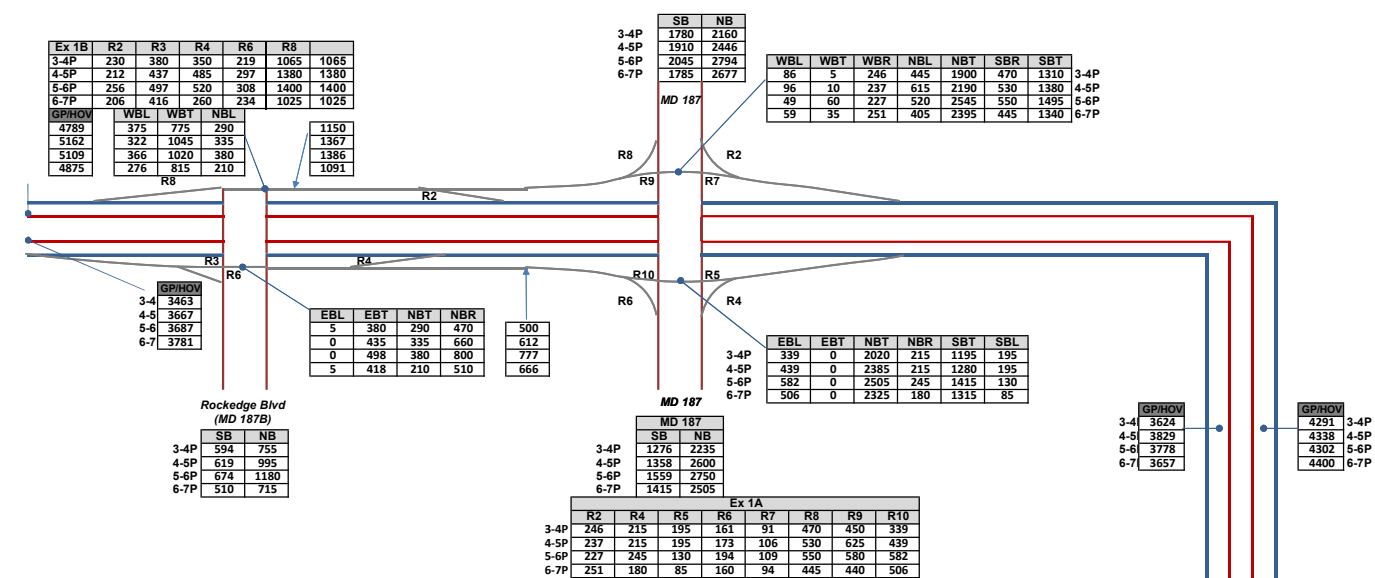 SB NB
3-4P 1780 2160
4-5P 1910 2446
5-6P 2045 2794
6-7P 1785 2677
MD 187
Ex 1B R2 R3 R4 R6 R8
3-4P 230 380 350 219 1065 1065
4-5P 212 437 485 297 1380 1380
5-6P 256 497 520 308 1400 1400
6-7P 206 416 260 234 1025 1025
GP/HOV
4789
5162
5109
4875
WBL WBT NBL
375 775 290
322 1045 335
366 1020 380
276 815 210
1150
1367
1386
1091
WBL WBT WBR NBL NBT SBR SBT
86 5 246 445 1900 470 1310 3-4P
96 10 237 615 2190 530 1380 4-5P
49 60 227 520 2545 550 1495 5-6P
59 35 251 405 2395 445 1340 6-7P
R8 R2
R8 R2 R9 R7
R3 R4 R10 R5
R6
R6 R4
GP/HOV
3-4 3463
4-5 3667
5-6 3687
6-7 3781
EBL EBT NBT NBR
5 380 290 470
0 435 335 660
0 498 380 800
5 418 210 510
500
612
777
666
EBL EBT NBT NBR SBT SBL
3-4P 339 0 2020 215 1195 195
4-5P 439 0 2385 215 1280 195
5-6P 582 0 2505 245 1415 130
6-7P 506 0 2325 180 1315 85
Rockedge Blvd
(MD 187B)
SB NB
3-4P 594 755
4-5P 619 995
5-6P 674 1180
6-7P 510 715
MD 187
MD 187
SB NB
3-4P 1276 2235
4-5P 1358 2600
5-6P 1559 2750
6-7P 1415 2505
GP/HOV
3-4 3624
4-5 3829
5-6 3778
6-7 3657
GP/HOV
4291 3-4P
4338 4-5P
4302 5-6P
4400 6-7P
Ex 1A
R2 R4 R5 R6 R7 R8 R9 R10
3-4P 246 215 195 161 91 470 450 339
4-5P 237 215 195 173 106 530 625 439
5-6P 227 245 130 194 109 550 580 582
6-7P 251 180 85 160 94 445 440 506